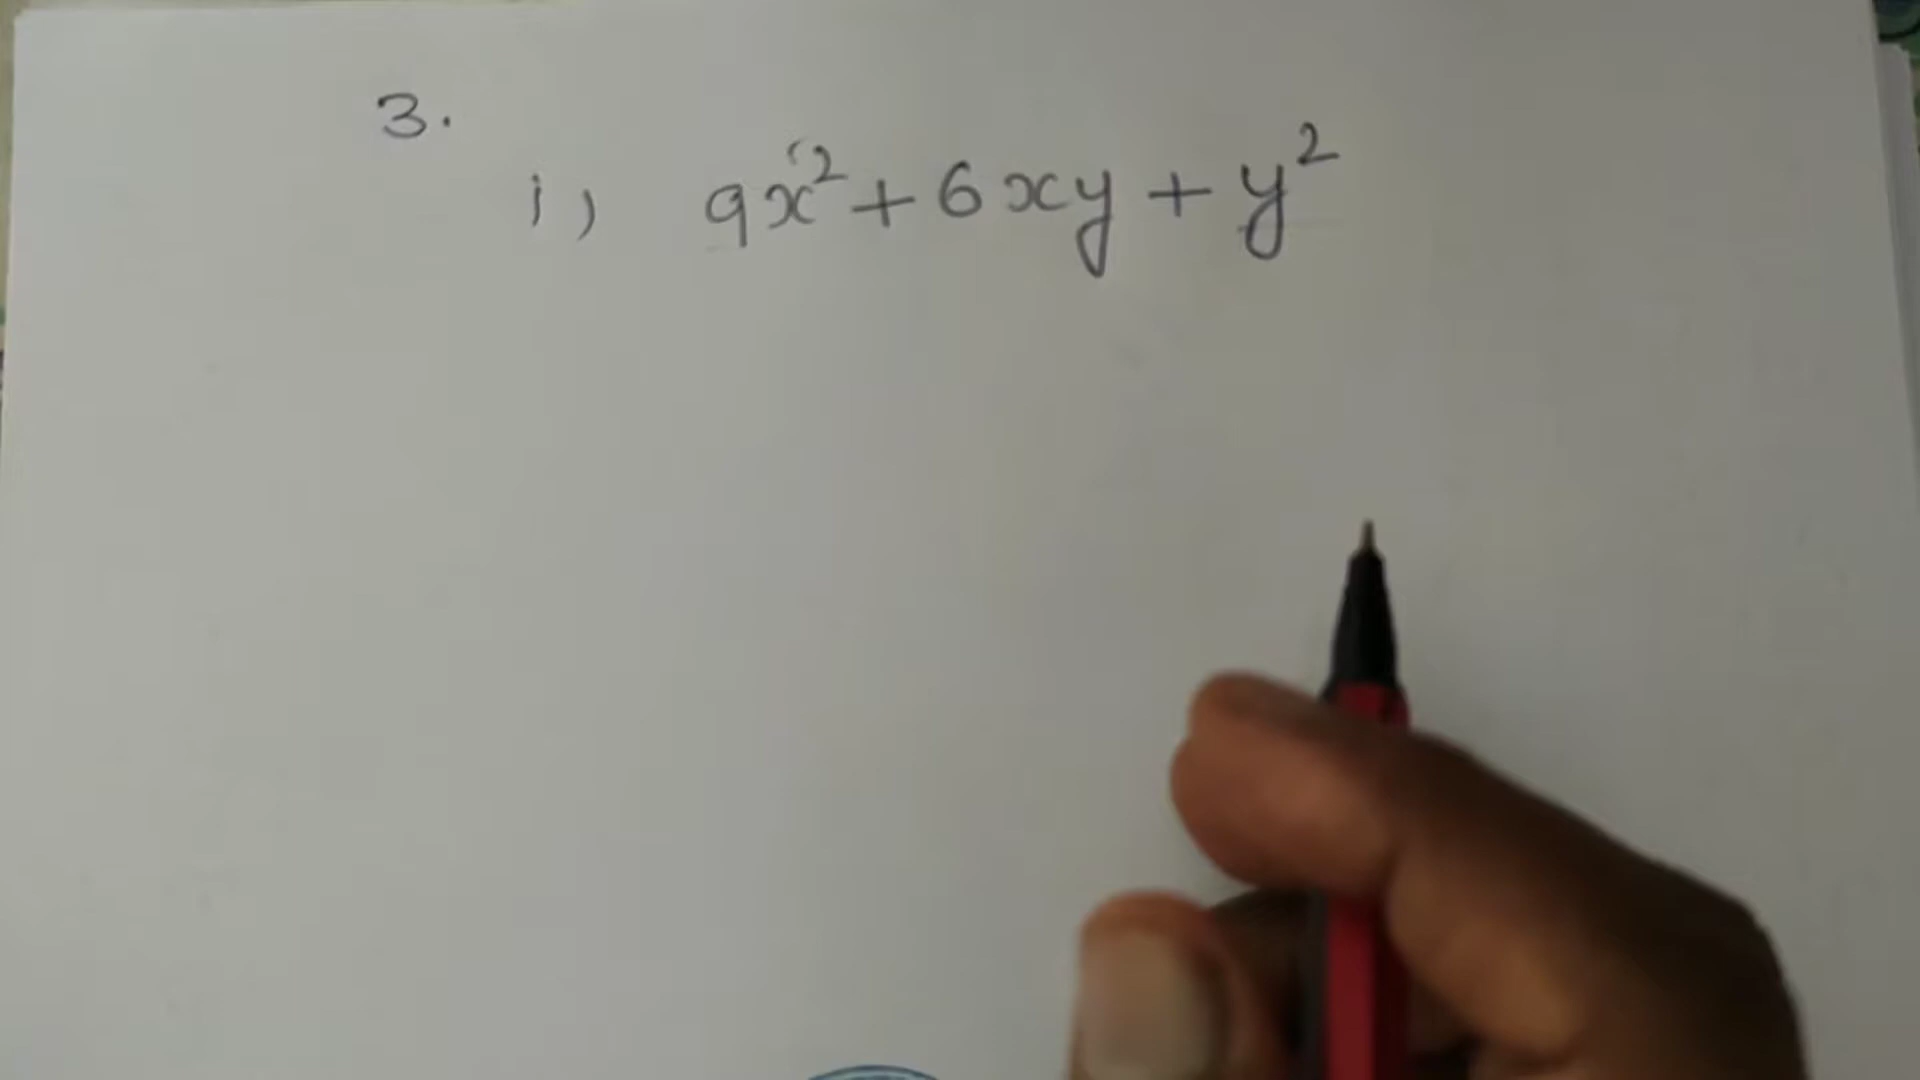 3.
i) 9x² + 6xy + y²